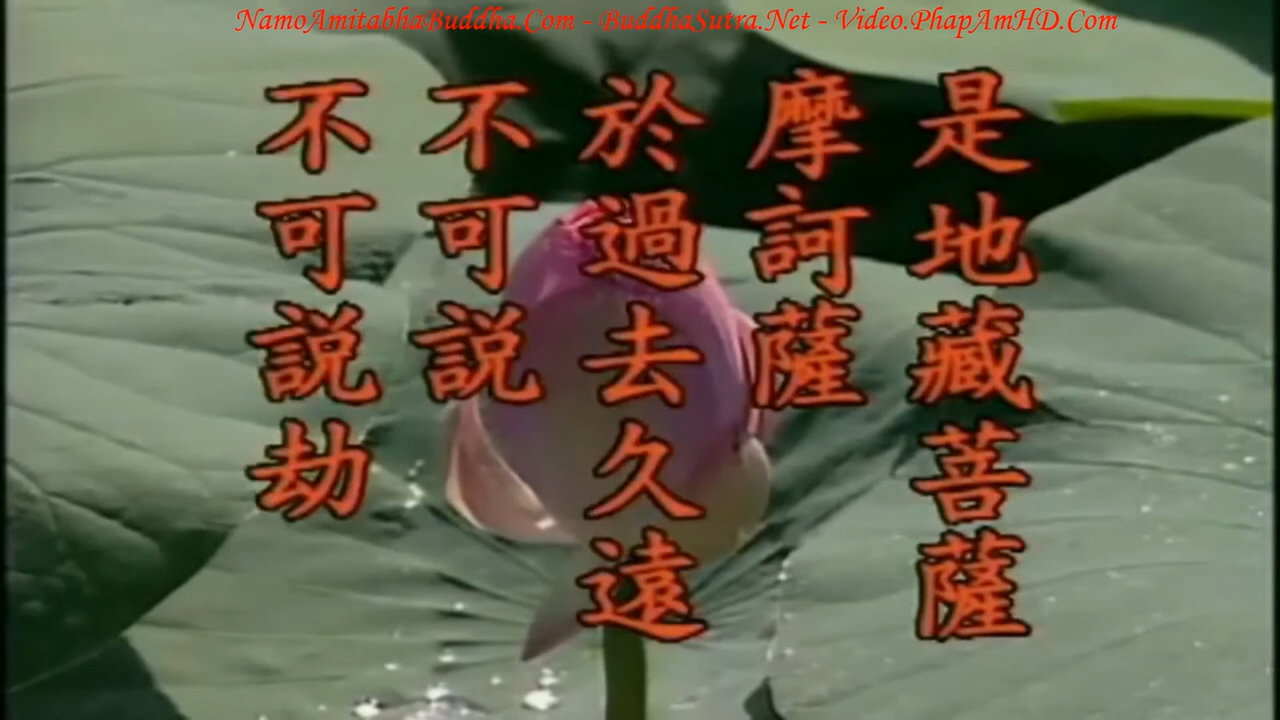 NamoAmitabhaBuddha.Com - BuddhaSutra.Net - Video.PhapAmHD.Com
是地藏菩薩
摩訶薩
於過去久遠
不可說
不可說劫